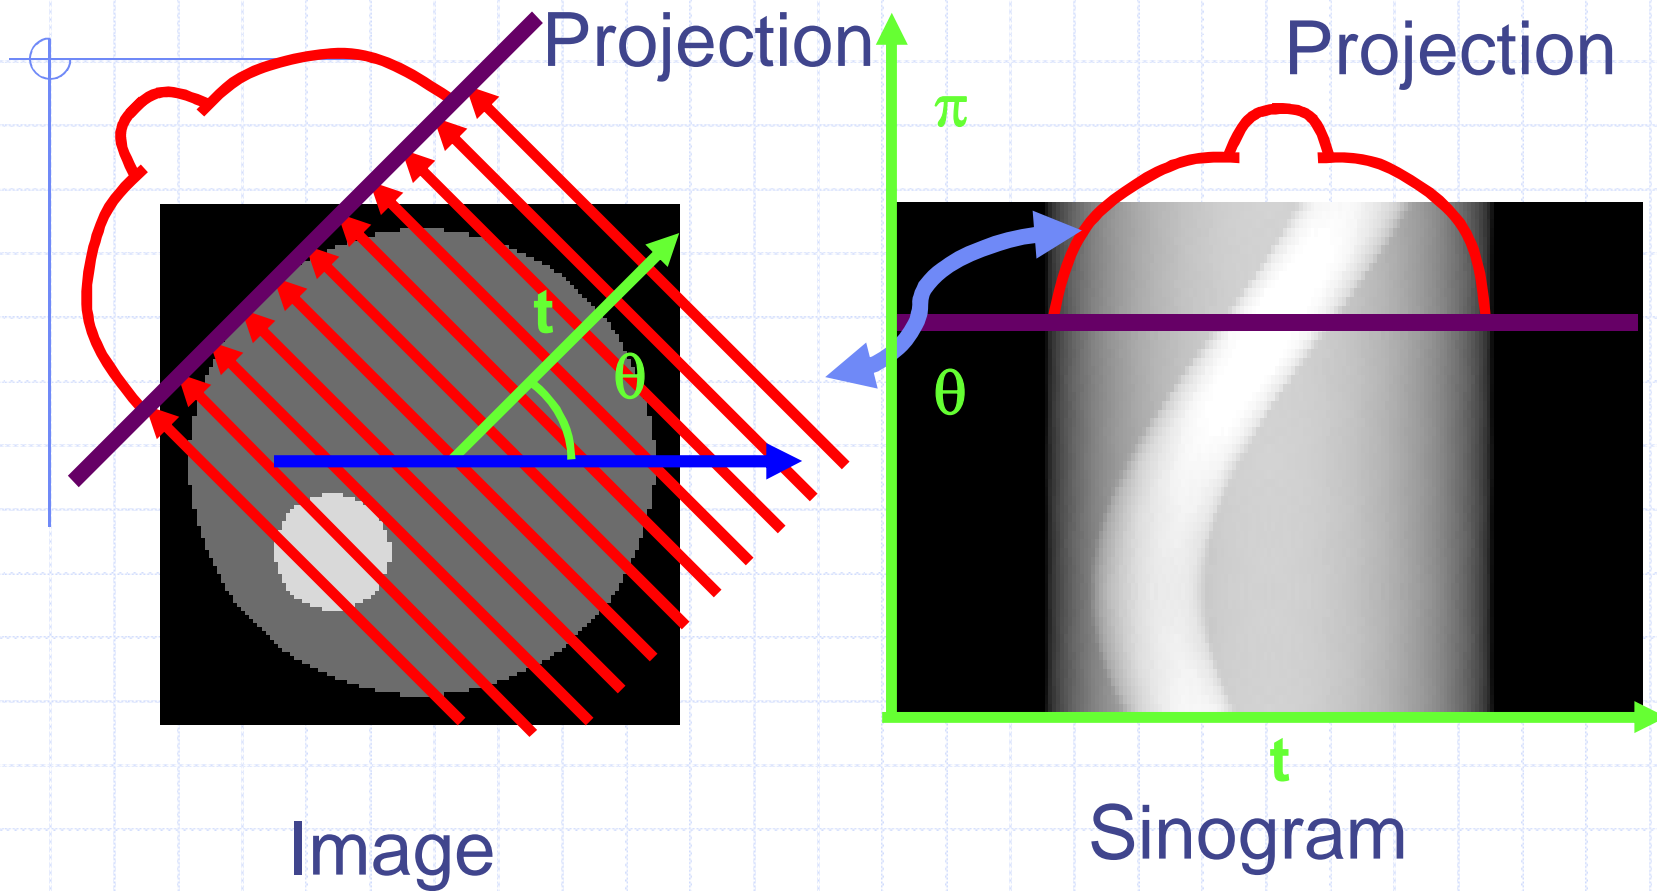 Projection
t
θ
Image
Projection
π
θ
t
Sinogram